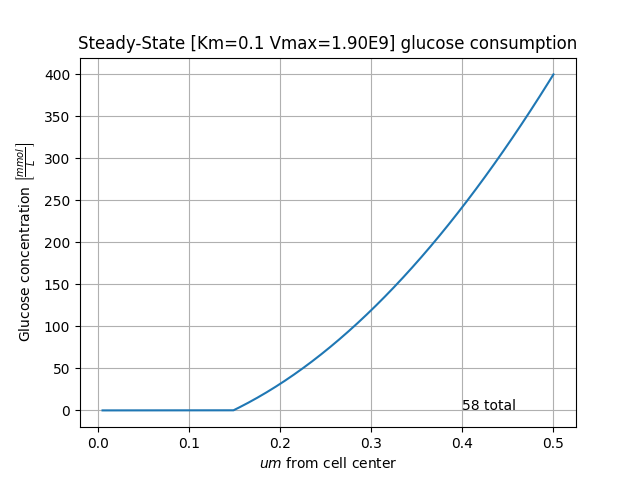 Steady-State [Km=0.1 Vmax=1.90E9] glucose consumption
400
350
300
250
200
150
100
50
0
Glucose concentration [mmol/L]
58 total
0.0 0.1 0.2 0.3 0.4 0.5
um from cell center